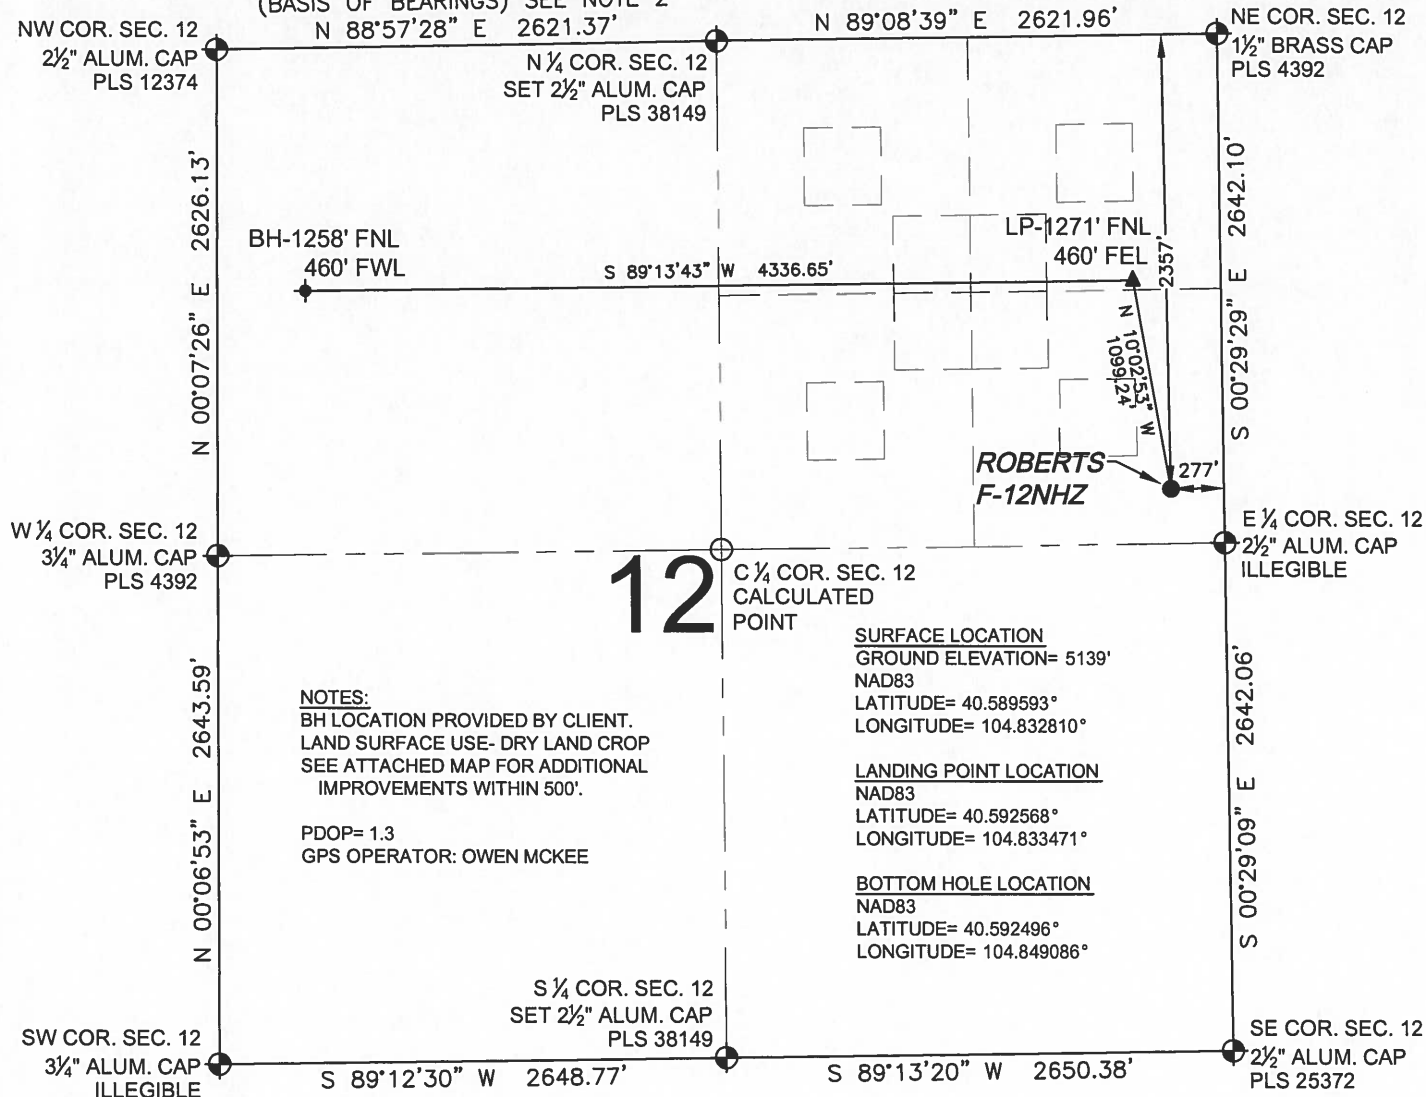 (BASIS OF BEARINGS) SEE NOTE 2
N 88°57'28" E 2621.37'
N 89°08'39" E 2621.96'
NW COR. SEC. 12
2½" ALUM. CAP
PLS 12374
N ¼ COR. SEC. 12
SET 2½" ALUM. CAP
PLS 38149
NE COR. SEC. 12
1½" BRASS CAP
PLS 4392
N 00°07'26" E 2626.13'
BH-1258' FNL
460' FWL
S 89°13'43" W 4336.65'
LP-1271' FNL
460' FEL
2357'
S 00°29'29" E 2642.10'
N 10°02'53" W
1099.24'
ROBERTS
F-12NHZ
277'
W ¼ COR. SEC. 12
3¼" ALUM. CAP
PLS 4392
12
C ¼ COR. SEC. 12
CALCULATED
POINT
E ¼ COR. SEC. 12
2½" ALUM. CAP
ILLEGIBLE
N 00°06'53" E 2643.59'
NOTES:
BH LOCATION PROVIDED BY CLIENT.
LAND SURFACE USE- DRY LAND CROP
SEE ATTACHED MAP FOR ADDITIONAL
IMPROVEMENTS WITHIN 500'.
PDOP= 1.3
GPS OPERATOR: OWEN MCKEE
SURFACE LOCATION
GROUND ELEVATION= 5139'
NAD83
LATITUDE= 40.589593°
LONGITUDE= 104.832810°
LANDING POINT LOCATION
NAD83
LATITUDE= 40.592568°
LONGITUDE= 104.833471°
BOTTOM HOLE LOCATION
NAD83
LATITUDE= 40.592496°
LONGITUDE= 104.849086°
S 00°29'09" E 2642.06'
SW COR. SEC. 12
3¼" ALUM. CAP
ILLEGIBLE
S ¼ COR. SEC. 12
SET 2½" ALUM. CAP
PLS 38149
SE COR. SEC. 12
2½" ALUM. CAP
PLS 25372
S 89°12'30" W 2648.77'
S 89°13'20" W 2650.38'